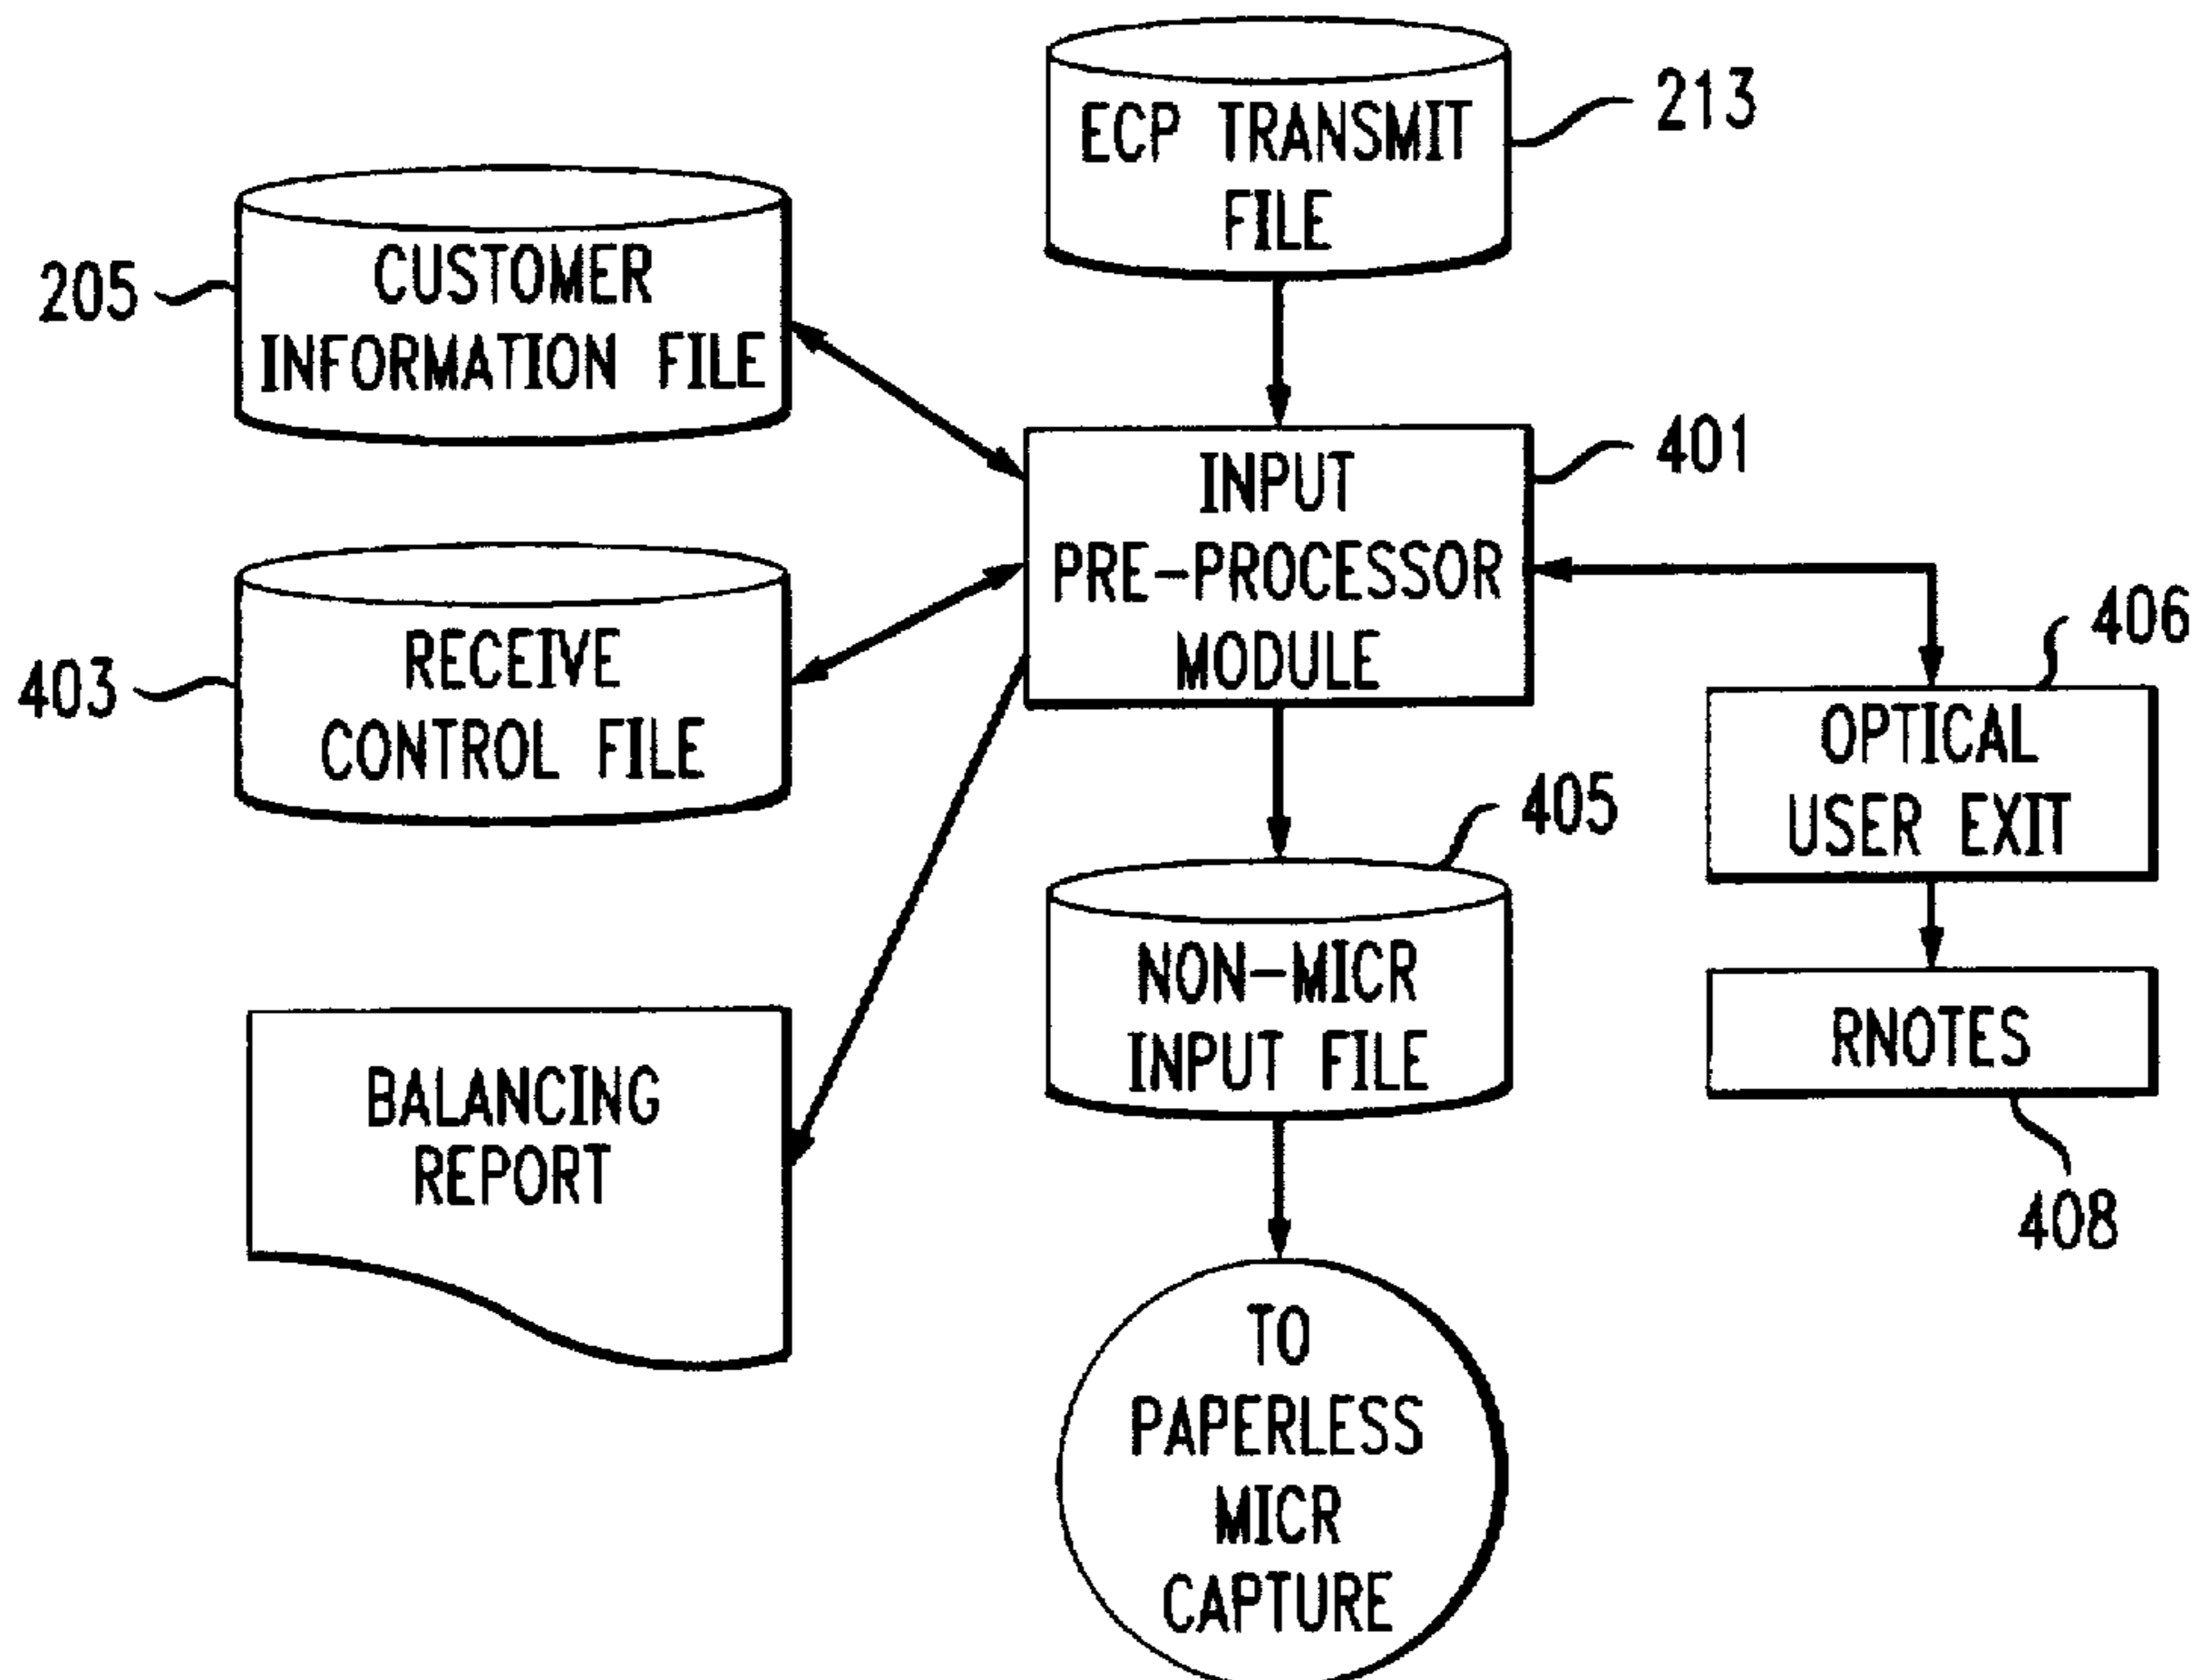 ECP TRANSMIT
FILE
213
CUSTOMER
INFORMATION FILE
205
INPUT
PRE-PROCESSOR
MODULE
401
RECEIVE
CONTROL FILE
403
406
OPTICAL
USER EXIT
405
NON-MICR
INPUT FILE
RNOTES
408
BALANCING
REPORT
TO
PAPERLESS
MICR
CAPTURE